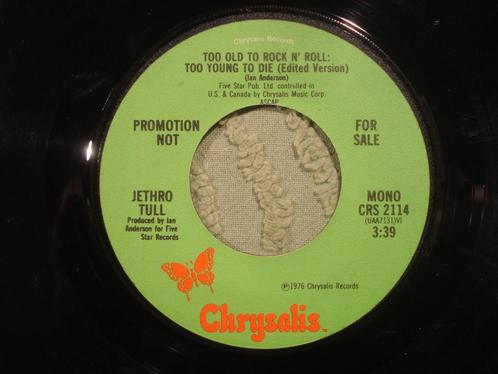 Chrysalis Records
TOO OLD TO ROCK N' ROLL:
TOO YOUNG TO DIE (Edited Version)
(Ian Anderson)
Five Star Pub. Ltd. controlled in
U.S. & Canada by Chrysalis Music Corp.
ASCAP
PROMOTION
NOT
FOR
SALE
JETHRO
TULL
Produced by Ian
Anderson for Five
Star Records
MONO
CRS 2114
(UAA7131)VI
3:39
℗1976 Chrysalis Records
Chrysalis™